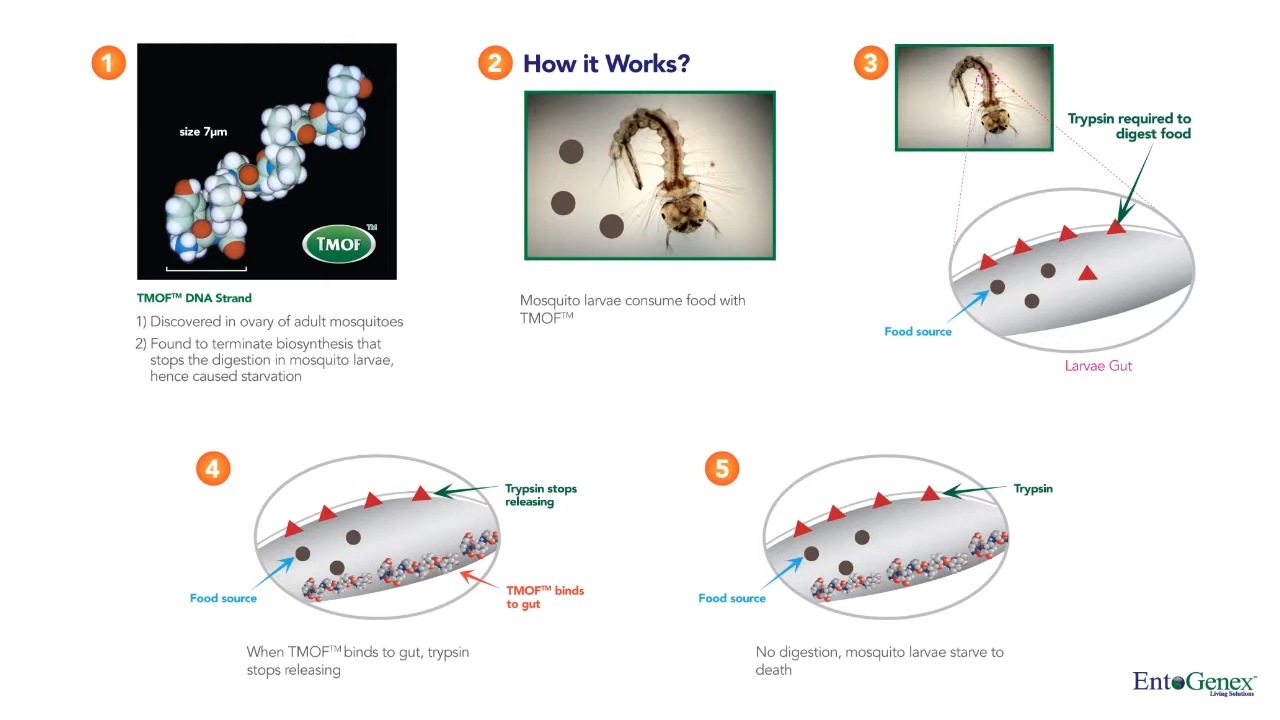 1
size 7µm
TMOF™
TMOF™ DNA Strand
1) Discovered in ovary of adult mosquitoes
2) Found to terminate biosynthesis that
stops the digestion in mosquito larvae,
hence caused starvation
2 How it Works?
Mosquito larvae consume food with
TMOF™
3
Trypsin required to
digest food
Food source
Larvae Gut
4
Trypsin stops
releasing
Food source
TMOF™ binds
to gut
When TMOF™ binds to gut, trypsin
stops releasing
5
Trypsin
Food source
No digestion, mosquito larvae starve to
death
EntoGenex™
Living Solutions